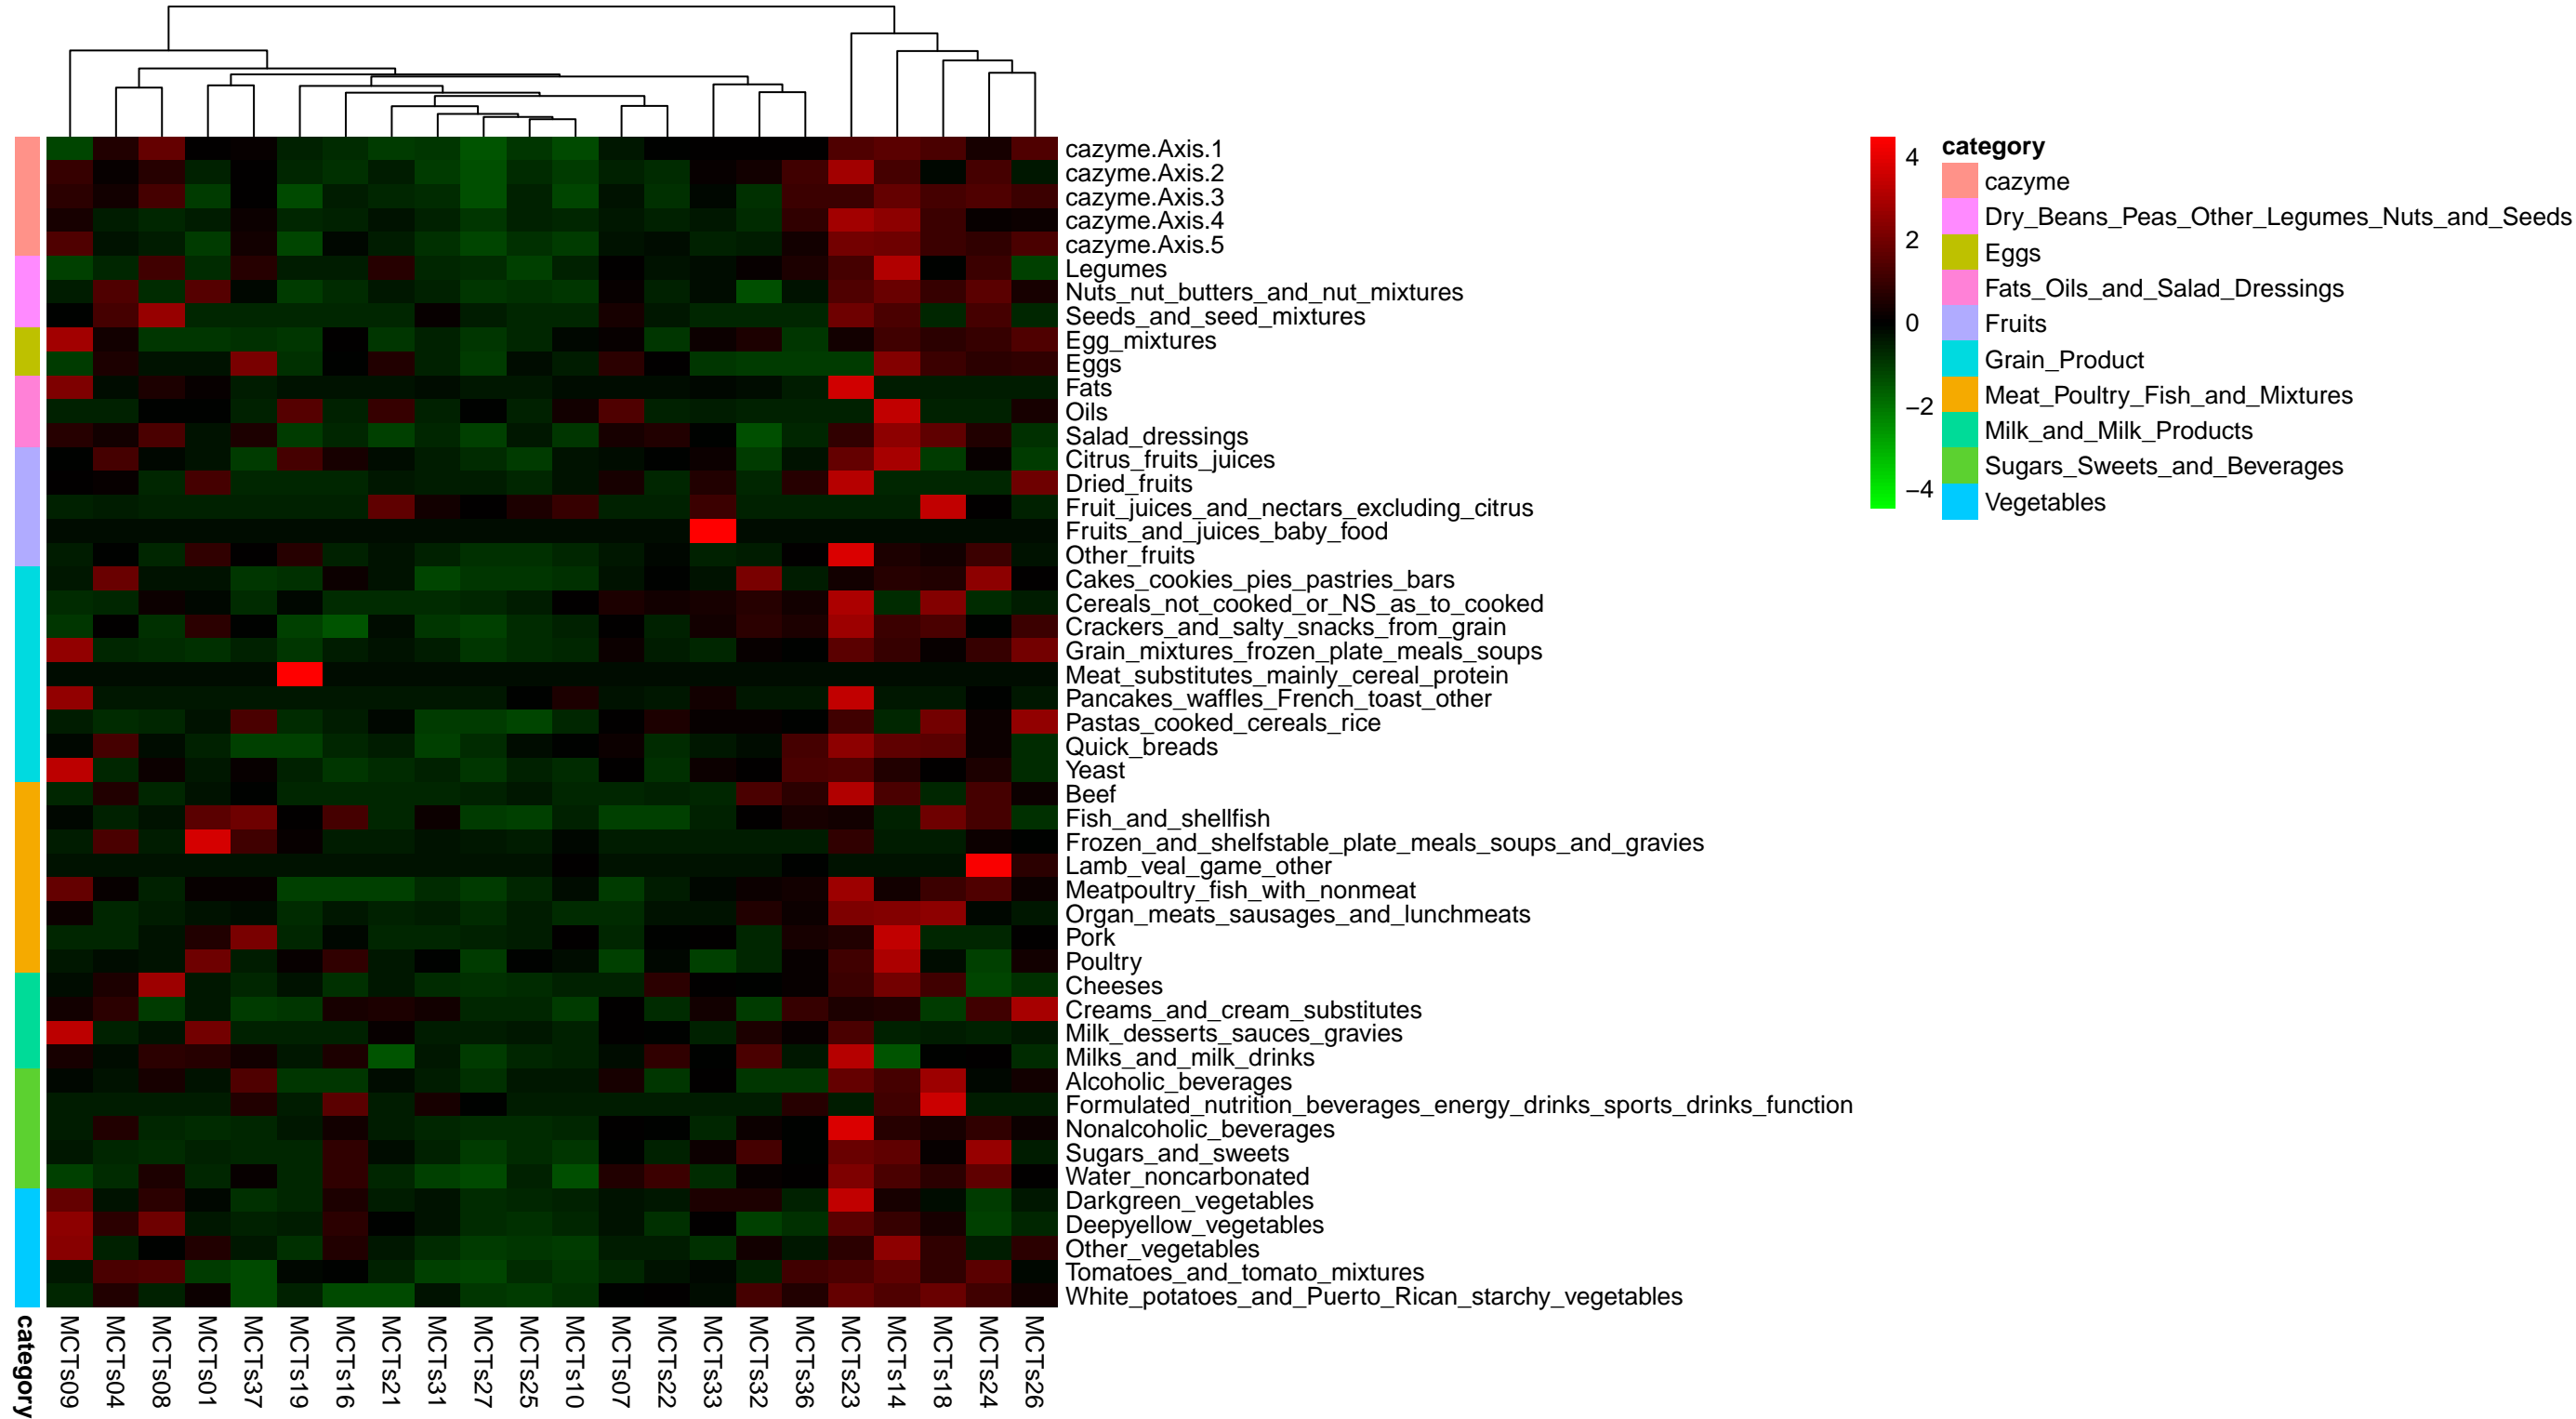 cazyme.Axis.1
cazyme.Axis.2
cazyme.Axis.3
cazyme.Axis.4
cazyme.Axis.5
Legumes
Nuts_nut_butters_and_nut_mixtures
Seeds_and_seed_mixtures
Egg_mixtures
Eggs
Fats
Oils
Salad_dressings
Citrus_fruits_juices
Dried_fruits
Fruit_juices_and_nectars_excluding_citrus
Fruits_and_juices_baby_food
Other_fruits
Cakes_cookies_pies_pastries_bars
Cereals_not_cooked_or_NS_as_to_cooked
Crackers_and_salty_snacks_from_grain
Grain_mixtures_frozen_plate_meals_soups
Meat_substitutes_mainly_cereal_protein
Pancakes_waffles_French_toast_other
Pastas_cooked_cereals_rice
Quick_breads
Yeast
Beef
Fish_and_shellfish
Frozen_and_shelfstable_plate_meals_soups_and_gravies
Lamb_veal_game_other
Meatpoultry_fish_with_nonmeat
Organ_meats_sausages_and_lunchmeats
Pork
Poultry
Cheeses
Creams_and_cream_substitutes
Milk_desserts_sauces_gravies
Milks_and_milk_drinks
Alcoholic_beverages
Formulated_nutrition_beverages_energy_drinks_sports_drinks_function
Nonalcoholic_beverages
Sugars_and_sweets
Water_noncarbonated
Darkgreen_vegetables
Deepyellow_vegetables
Other_vegetables
Tomatoes_and_tomato_mixtures
White_potatoes_and_Puerto_Rican_starchy_vegetables
category
MCTs09
MCTs04
MCTs08
MCTs01
MCTs37
MCTs19
MCTs16
MCTs21
MCTs31
MCTs27
MCTs25
MCTs10
MCTs07
MCTs22
MCTs33
MCTs32
MCTs36
MCTs23
MCTs14
MCTs18
MCTs24
MCTs26
4
2
0
−2
−4
category
cazyme
Dry_Beans_Peas_Other_Legumes_Nuts_and_Seeds
Eggs
Fats_Oils_and_Salad_Dressings
Fruits
Grain_Product
Meat_Poultry_Fish_and_Mixtures
Milk_and_Milk_Products
Sugars_Sweets_and_Beverages
Vegetables